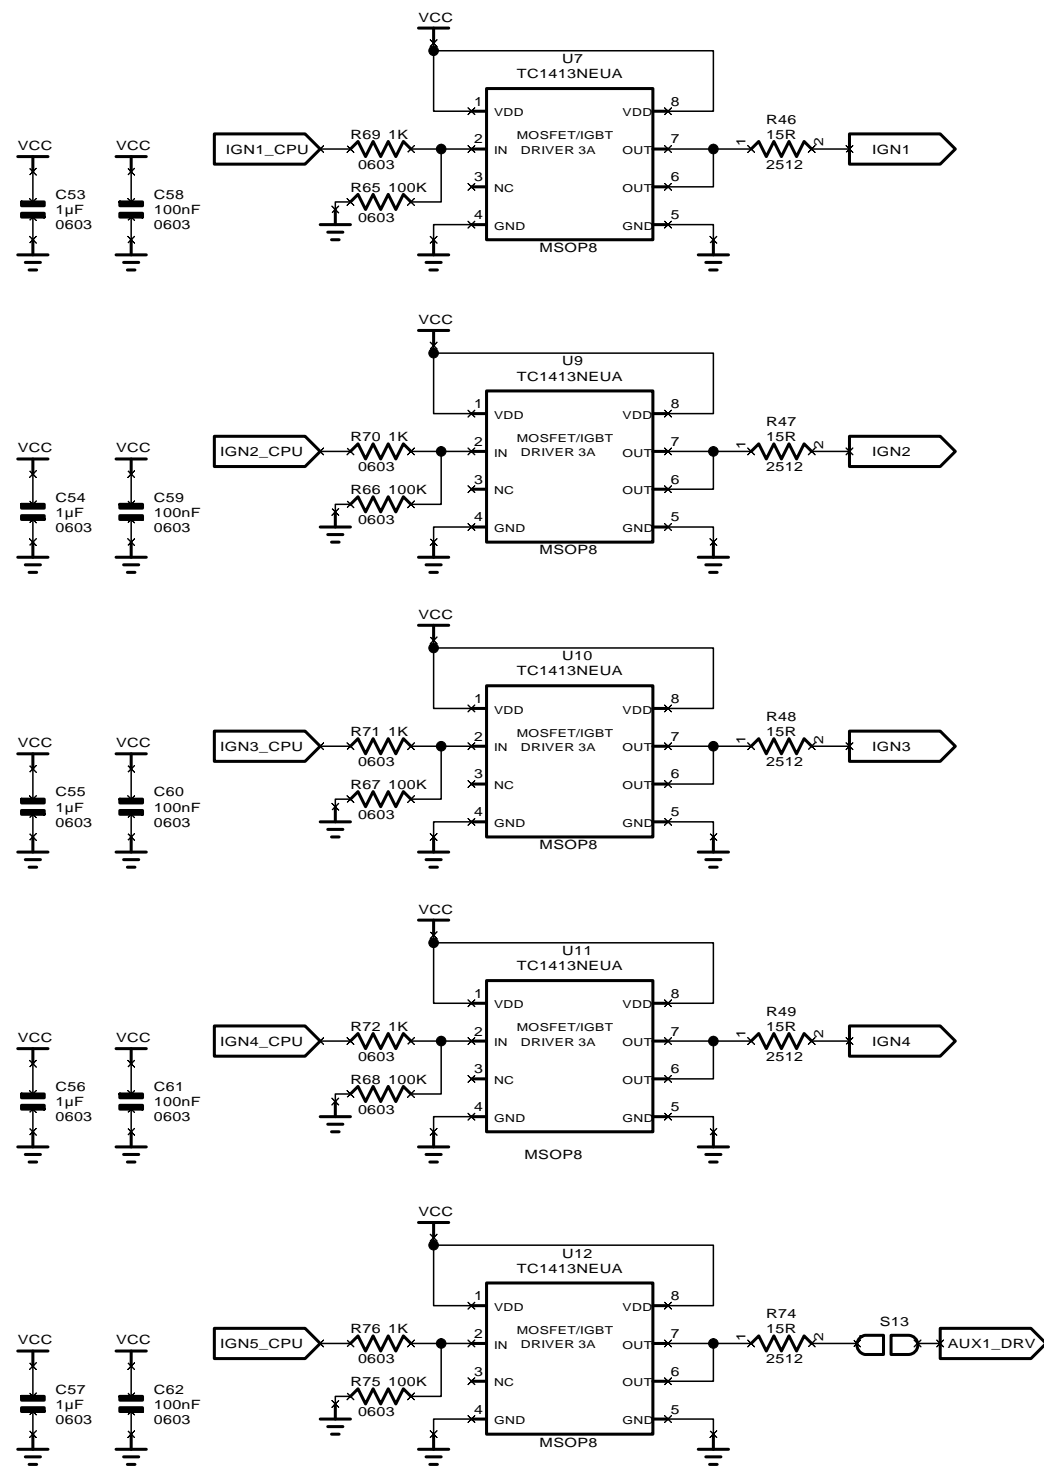 VCC
U7
TC1413NEUA
1 VDD VDD 8
VCC VCC
IGN1_CPU R69 1K 2 IN MOSFET/IGBT DRIVER 3A OUT 7 1 R46 15R 2 IGN1
0603 2512
C53 1µF 0603
C58 100nF 0603
R65 100K 3 NC OUT 6
0603
4 GND GND 5
MSOP8
VCC
U9
TC1413NEUA
1 VDD VDD 8
VCC VCC
IGN2_CPU R70 1K 2 IN MOSFET/IGBT DRIVER 3A OUT 7 1 R47 15R 2 IGN2
0603 2512
C54 1µF 0603
C59 100nF 0603
R66 100K 3 NC OUT 6
0603
4 GND GND 5
MSOP8
VCC
U10
TC1413NEUA
1 VDD VDD 8
VCC VCC
IGN3_CPU R71 1K 2 IN MOSFET/IGBT DRIVER 3A OUT 7 1 R48 15R 2 IGN3
0603 2512
C55 1µF 0603
C60 100nF 0603
R67 100K 3 NC OUT 6
0603
4 GND GND 5
MSOP8
VCC
U11
TC1413NEUA
1 VDD VDD 8
VCC VCC
IGN4_CPU R72 1K 2 IN MOSFET/IGBT DRIVER 3A OUT 7 1 R49 15R 2 IGN4
0603 2512
C56 1µF 0603
C61 100nF 0603
R68 100K 3 NC OUT 6
0603
4 GND GND 5
MSOP8
VCC
U12
TC1413NEUA
1 VDD VDD 8
VCC VCC
IGN5_CPU R76 1K 2 IN MOSFET/IGBT DRIVER 3A OUT 7 1 R74 15R 2 S13 AUX1_DRV
0603 2512
C57 1µF 0603
C62 100nF 0603
R75 100K 3 NC OUT 6
0603
4 GND GND 5
MSOP8